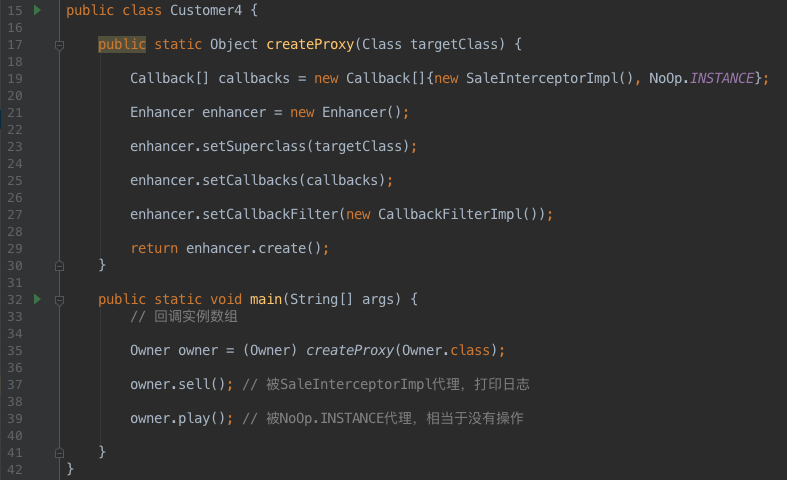 15 public class Customer4 {
16
17 public static Object createProxy(Class targetClass) {
18
19 Callback[] callbacks = new Callback[]{new SaleInterceptorImpl(), NoOp.INSTANCE};
20
21 Enhancer enhancer = new Enhancer();
22
23 enhancer.setSuperclass(targetClass);
24
25 enhancer.setCallbacks(callbacks);
26
27 enhancer.setCallbackFilter(new CallbackFilterImpl());
28
29 return enhancer.create();
30 }
31
32 public static void main(String[] args) {
33 // 回调实例数组
34
35 Owner owner = (Owner) createProxy(Owner.class);
36
37 owner.sell(); // 被SaleInterceptorImpl代理，打印日志
38
39 owner.play(); // 被NoOp.INSTANCE代理，相当于没有操作
40
41 }
42 }